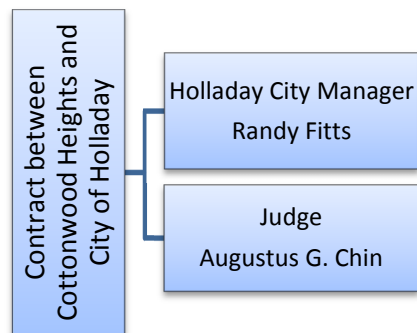 Contract between
Cottonwood Heights and
City of Holladay
Holladay City Manager
Randy Fitts
Judge
Augustus G. Chin